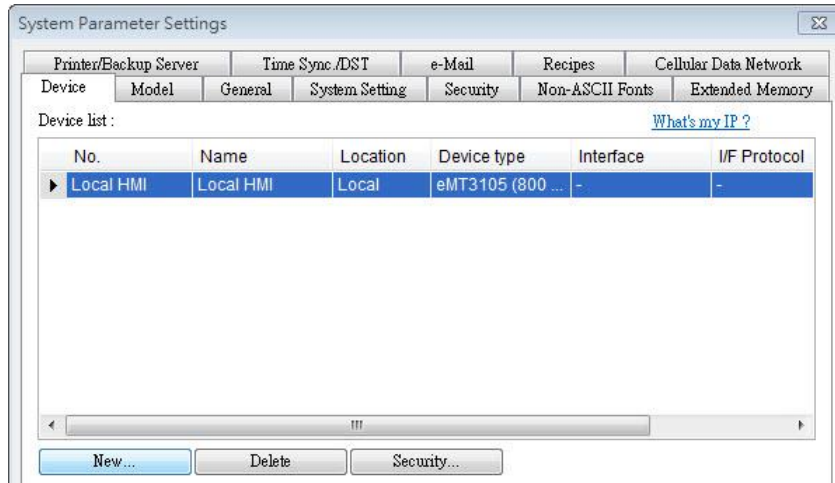 System Parameter Settings
Printer/Backup Server Time Sync./DST e-Mail Recipes Cellular Data Network
Device Model General System Setting Security Non-ASCII Fonts Extended Memory
Device list : What's my IP ?
No. Name Location Device type Interface I/F Protocol
Local HMI Local HMI Local eMT3105 (800 ... - -
New... Delete Security...